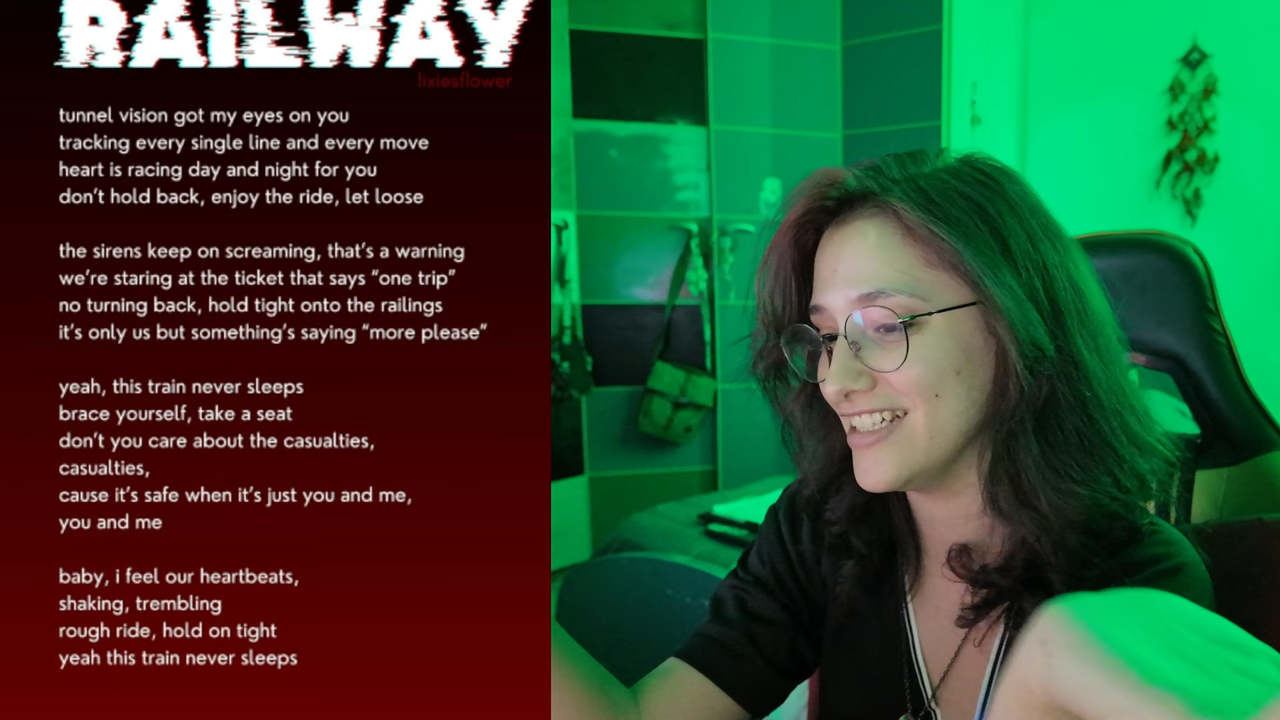 RAILWAY
lixiesflower
tunnel vision got my eyes on you
tracking every single line and every move
heart is racing day and night for you
don't hold back, enjoy the ride, let loose
the sirens keep on screaming, that's a warning
we're staring at the ticket that says “one trip”
no turning back, hold tight onto the railings
it's only us but something's saying “more please”
yeah, this train never sleeps
brace yourself, take a seat
don't you care about the casualties,
casualties,
cause it's safe when it's just you and me,
you and me
baby, i feel our heartbeats,
shaking, trembling
rough ride, hold on tight
yeah this train never sleeps